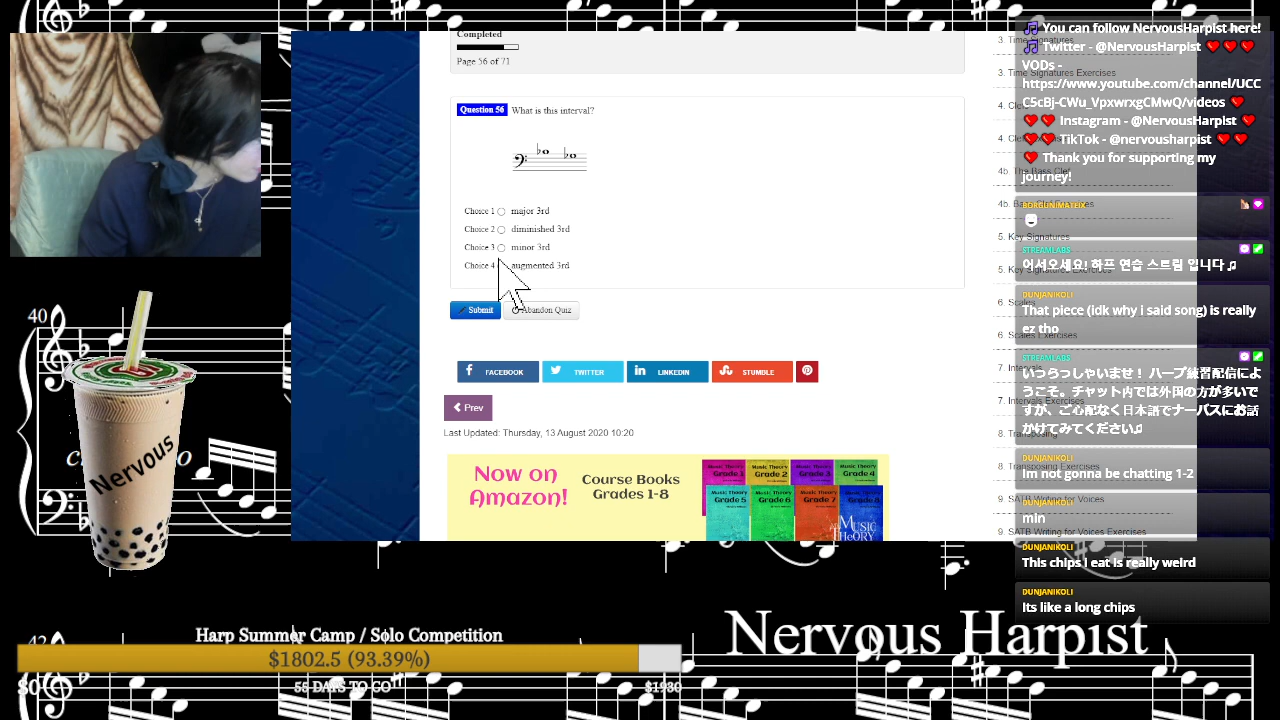 Completed
Page 56 of 71
Question 56 What is this interval?
Choice 1 major 3rd
Choice 2 diminished 3rd
Choice 3 minor 3rd
Choice 4 augmented 3rd
Submit
Abandon Quiz
FACEBOOK
TWITTER
LINKEDIN
STUMBLE
Prev
Last Updated: Thursday, 13 August 2020 10:20
Now on
Amazon!
Course Books
Grades 1-8
Music Theory
Grade 1
Music Theory
Grade 2
Music Theory
Grade 3
Music Theory
Grade 4
Music Theory
Grade 5
Music Theory
Grade 6
Music Theory
Grade 7
Music Theory
Grade 8
MUSIC
THEORY
3. Time Signatures
3. Time Signatures Exercises
4b. The Bass Clef
5. Key Signatures
5. Key Signatures Exercises
6. Scales
6. Scales Exercises
7. Intervals
7. Intervals Exercises
8. Transposing
8. Transposing Exercises
9. SATB Writing for Voices
9. SATB Writing for Voices Exercises
You can follow NervousHarpist here!
Twitter - @NervousHarpist
VODs -
https://www.youtube.com/channel/UCC
C5cBj-CWu_VpxwrxgCMwQ/videos
Instagram - @NervousHarpist
TikTok - @nervousharpist
Thank you for supporting my
journey!
STREAMLABS
어서오세요! 하프 연습 스트림 입니다♫
DUNJANIKOLI
That piece (idk why i said song) is really
ez tho
STREAMLABS
いらっしゃいませ！ ハープ練習配信によ
うこそ。チャット内では外国の方が多いで
すが、ご心配なく日本語でナーバスにお話
かけてみてください♫
DUNJANIKOLI
Im not gonna be chatting 1-2
DUNJANIKOLI
min
DUNJANIKOLI
This chips i eat is really weird
DUNJANIKOLI
Its like a long chips
40
NERVOUS
42
Harp Summer Camp / Solo Competition
$1802.5 (93.39%)
$0
$1930
Nervous Harpist